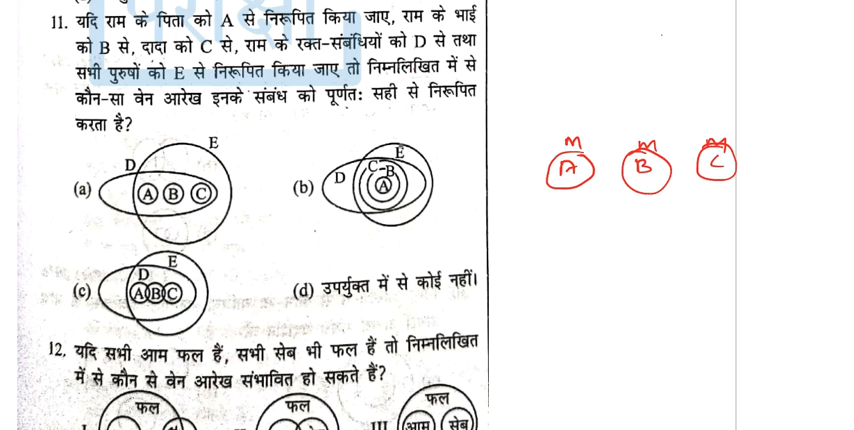 11. यदि राम के पिता को A से निरूपित किया जाए, राम के भाई
को B से, दादा को C से, राम के रक्त-संबंधियों को D से तथा
सभी पुरुषों को E से निरूपित किया जाए तो निम्नलिखित में से
कौन-सा वेन आरेख इनके संबंध को पूर्णतः सही से निरूपित
करता है?
(a) D E A B C
(b) D E C B A
(c) D E A B C
(d) उपर्युक्त में से कोई नहीं।
M M M
A B C
12. यदि सभी आम फल हैं, सभी सेब भी फल हैं तो निम्नलिखित
में से कौन से वेन आरेख संभावित हो सकते हैं?
फल फल फल
III आम सेब